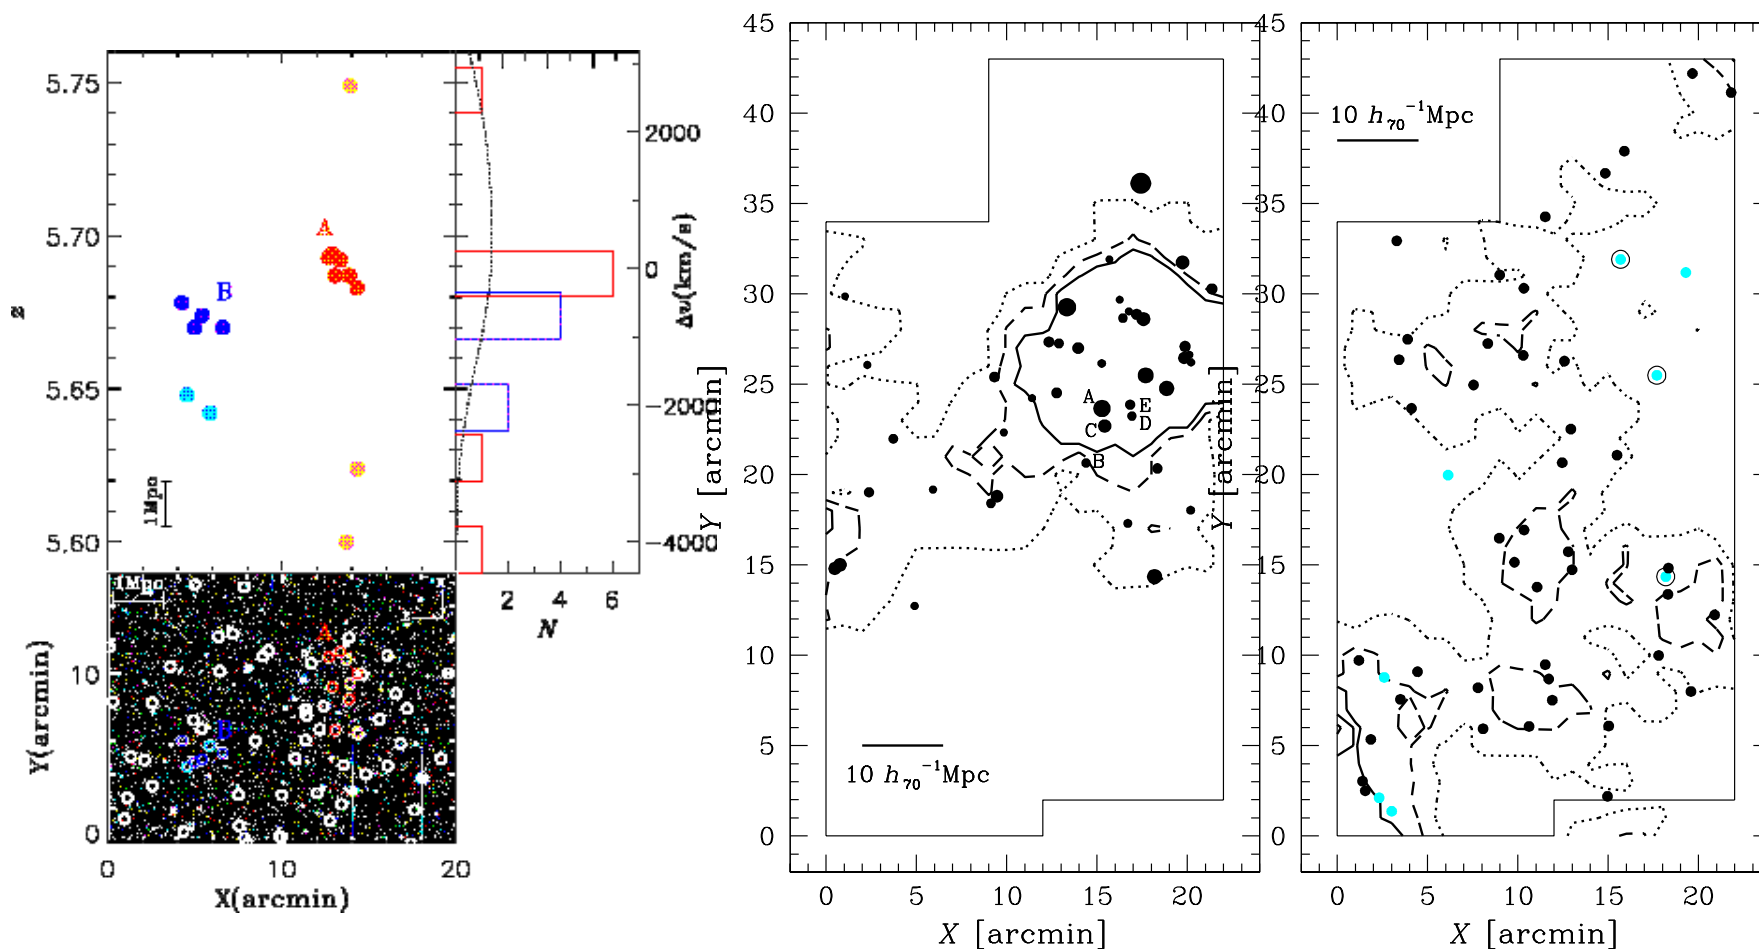 5.75
5.70
5.65
5.60
z
A
B
1Mpc
2000
0
−2000
−4000
Δv(km/s)
2
4
6
N
1Mpc
A
B
10
0
Y(arcmin)
0
10
20
X(arcmin)
45
40
35
30
25
20
15
10
5
0
Y [arcmin]
A
E
D
C
B
10 h₇₀⁻¹Mpc
0
5
10
15
20
X [arcmin]
45
40
35
30
25
20
15
10
5
0
Y [arcmin]
10 h₇₀⁻¹Mpc
0
5
10
15
20
X [arcmin]